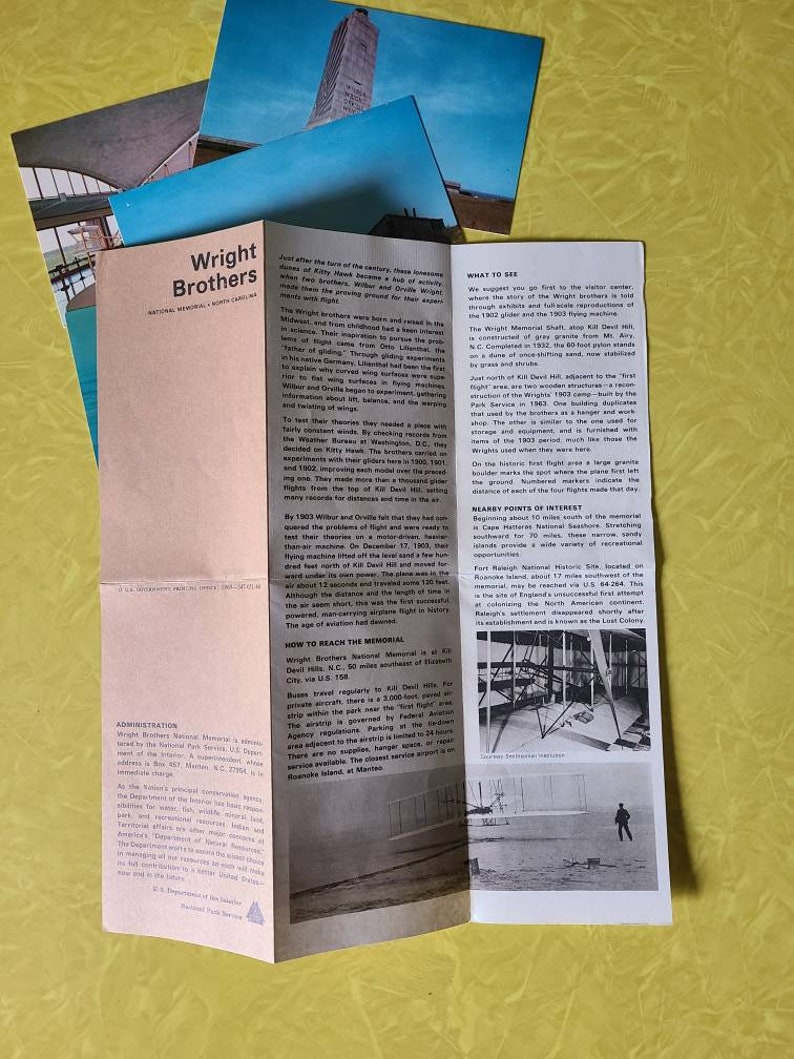 WILBUR
WRIGHT
ORVILLE
WRIGHT
Wright
Brothers
NATIONAL MEMORIAL • NORTH CAROLINA
ADMINISTRATION
Wright Brothers National Memorial is adminis-
tered by the National Park Service, U.S. Depart-
ment of the Interior. A superintendent, whose
address is Box 457, Manteo, N.C. 27954, is in
immediate charge.
As the Nation's principal conservation agency,
the Department of the Interior has basic respon-
sibilities for water, fish, wildlife, mineral, land,
park, and recreational resources. Indian and
Territorial affairs are other major concerns of
America's "Department of Natural Resources."
The Department works to assure the wisest choice
in managing all our resources so each will make
its full contribution to a better United States—
now and in the future.
U.S. Department of the Interior
National Park Service
Just after the turn of the century, these lonesome
dunes of Kitty Hawk became a hub of activity,
when two brothers, Wilbur and Orville Wright,
made them the proving ground for their experi-
ments with flight.
The Wright brothers were born and raised in the
Midwest, and from childhood had a keen interest
in science. Their inspiration to pursue the prob-
lems of flight came from Otto Lilienthal, the
"father of gliding." Through gliding experiments
in his native Germany, Lilienthal had been the first
to explain why curved wing surfaces were supe-
rior to flat wing surfaces in flying machines.
Wilbur and Orville began to experiment, gathering
information about lift, balance, and the warping
and twisting of wings.
To test their theories they needed a place with
fairly constant winds. By checking records from
the Weather Bureau at Washington, D.C., they
decided on Kitty Hawk. The brothers carried on
experiments with their gliders here in 1900, 1901,
and 1902, improving each model over the preced-
ing one. They made more than a thousand glider
flights from the top of Kill Devil Hill, setting
many records for distances and time in the air.
By 1903 Wilbur and Orville felt that they had con-
quered the problems of flight and were ready to
test their theories on a motor-driven, heavier-
than-air machine. On December 17, 1903, their
flying machine lifted off the level sand a few hun-
dred feet north of Kill Devil Hill and moved for-
ward under its own power. The plane was in the
air about 12 seconds and traveled some 120 feet.
Although the distance and the length of time in
the air seem short, this was the first successful,
powered, man-carrying airplane flight in history.
The age of aviation had dawned.
HOW TO REACH THE MEMORIAL
Wright Brothers National Memorial is at Kill
Devil Hills, N.C., 50 miles southeast of Elizabeth
City, via U.S. 158.
Buses travel regularly to Kill Devil Hills. For
private aircraft, there is a 3,000-foot, paved air-
strip within the park near the "first flight" area.
The airstrip is governed by Federal Aviation
Agency regulations. Parking at the tie-down
area adjacent to the airstrip is limited to 24 hours.
There are no supplies, hanger space, or repair
service available. The closest service airport is on
Roanoke Island, at Manteo.
WHAT TO SEE
We suggest you go first to the visitor center,
where the story of the Wright brothers is told
through exhibits and full-scale reproductions of
the 1902 glider and the 1903 flying machine.
The Wright Memorial Shaft, atop Kill Devil Hill,
is constructed of gray granite from Mt. Airy,
N.C. Completed in 1932, the 60-foot pylon stands
on a dune of once-shifting sand, now stabilized
by grass and shrubs.
Just north of Kill Devil Hill, adjacent to the "first
flight" area, are two wooden structures—a recon-
struction of the Wrights' 1903 camp—built by the
Park Service in 1963. One building duplicates
that used by the brothers as a hanger and work-
shop. The other is similar to the one used for
storage and equipment, and is furnished with
items of the 1903 period, much like those the
Wrights used when they were here.
On the historic first flight area a large granite
boulder marks the spot where the plane first left
the ground. Numbered markers indicate the
distance of each of the four flights made that day.
NEARBY POINTS OF INTEREST
Beginning about 10 miles south of the memorial
is Cape Hatteras National Seashore. Stretching
southward for 70 miles, these narrow, sandy
islands provide a wide variety of recreational
opportunities.
Fort Raleigh National Historic Site, located on
Roanoke Island, about 17 miles southwest of the
memorial, may be reached via U.S. 64-264. This
is the site of England's unsuccessful first attempt
at colonizing the North American continent.
Raleigh's settlement disappeared shortly after
its establishment and is known as the Lost Colony.
Courtesy Smithsonian Institution